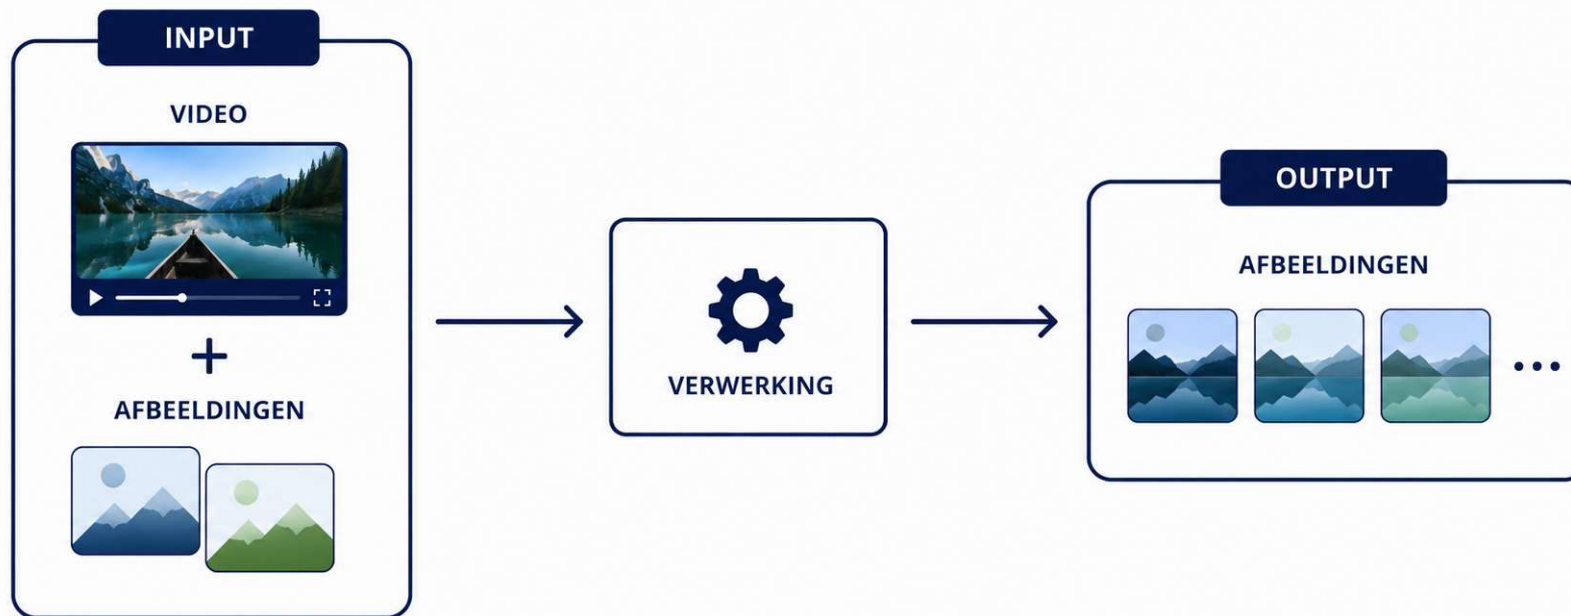 INPUT
VIDEO
AFBEELDINGEN
VERWERKING
OUTPUT
AFBEELDINGEN